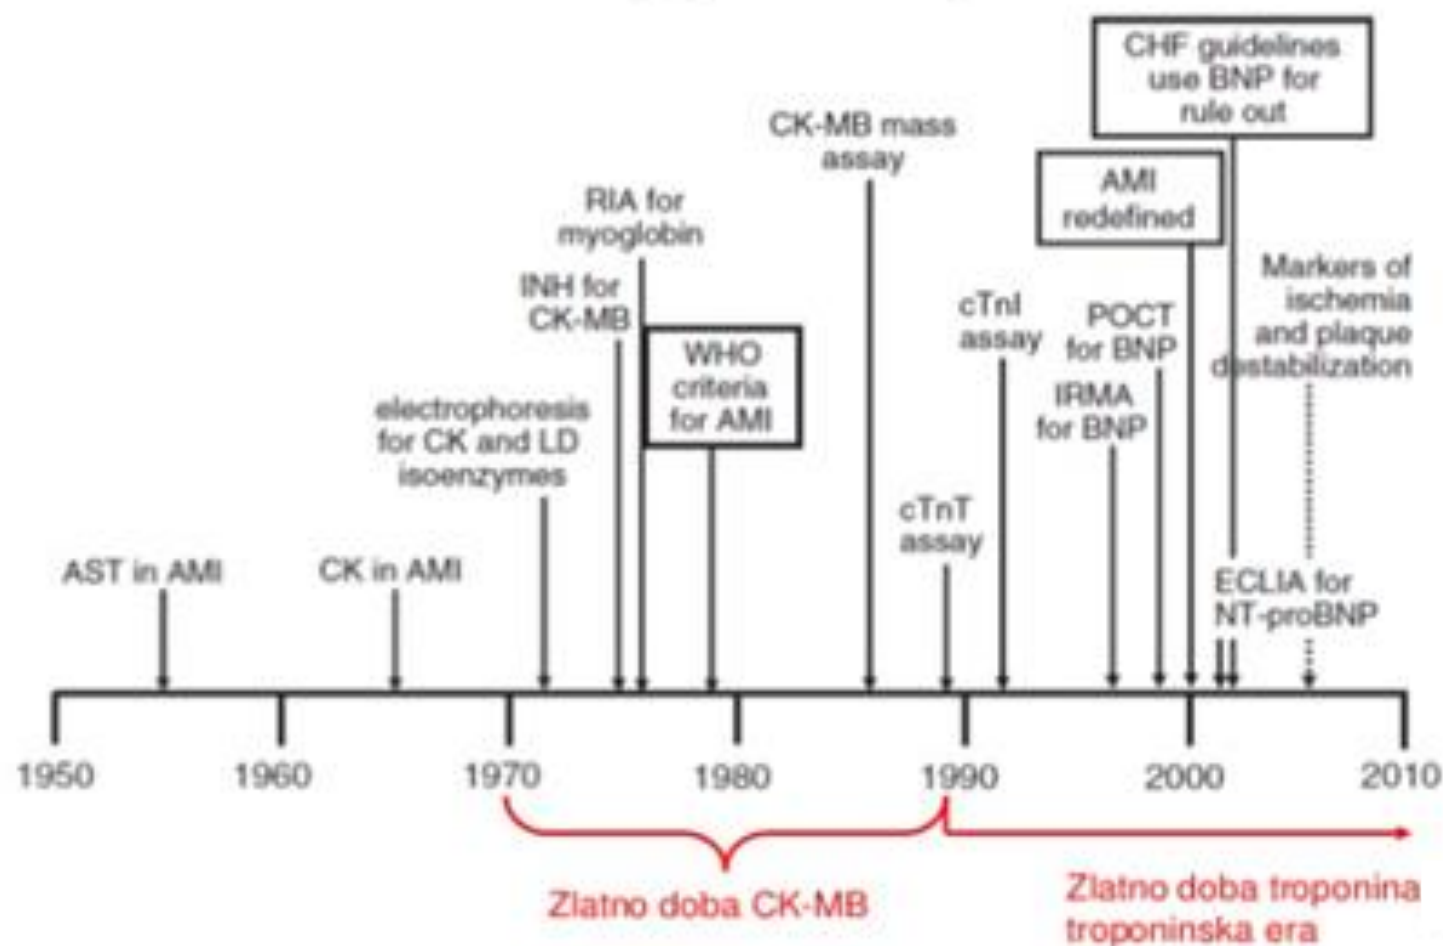 CHF guidelines
use BNP for
rule out
CK-MB mass
assay
AMI
redefined
RIA for
myoglobin
Markers of
ischemia
and plaque
destabilization
INH for
CK-MB
cTnI
assay
POCT
for BNP
WHO
criteria
for AMI
IRMA
for BNP
electrophoresis
for CK and LD
isoenzymes
cTnT
assay
AST in AMI
CK in AMI
ECLIA for
NT-proBNP
1950 1960 1970 1980 1990 2000 2010
Zlatno doba CK-MB
Zlatno doba troponina
troponinska era